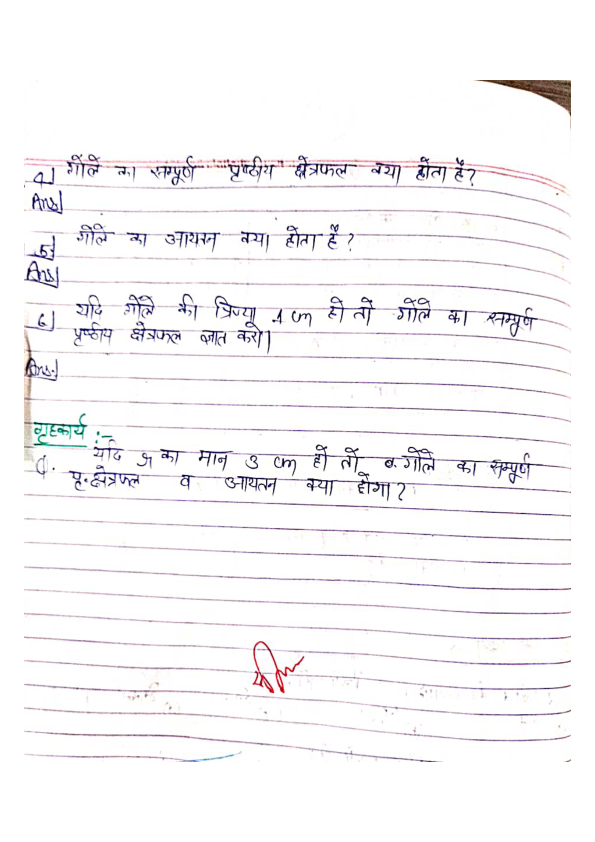 4] गोले का सम्पूर्ण पृष्ठीय क्षेत्रफल क्या होता है?
Ans]
5] गोले का आयतन क्या होता है?
Ans]
6] यदि गोले की त्रिज्या 1 cm हो तो गोले का सम्पूर्ण
पृष्ठीय क्षेत्रफल ज्ञात करो।
Ans.]
गृहकार्य :-
Q. यदि r का मान 3 cm हो तो गोले का सम्पूर्ण
पृ.क्षेत्रफल व आयतन क्या होगा?